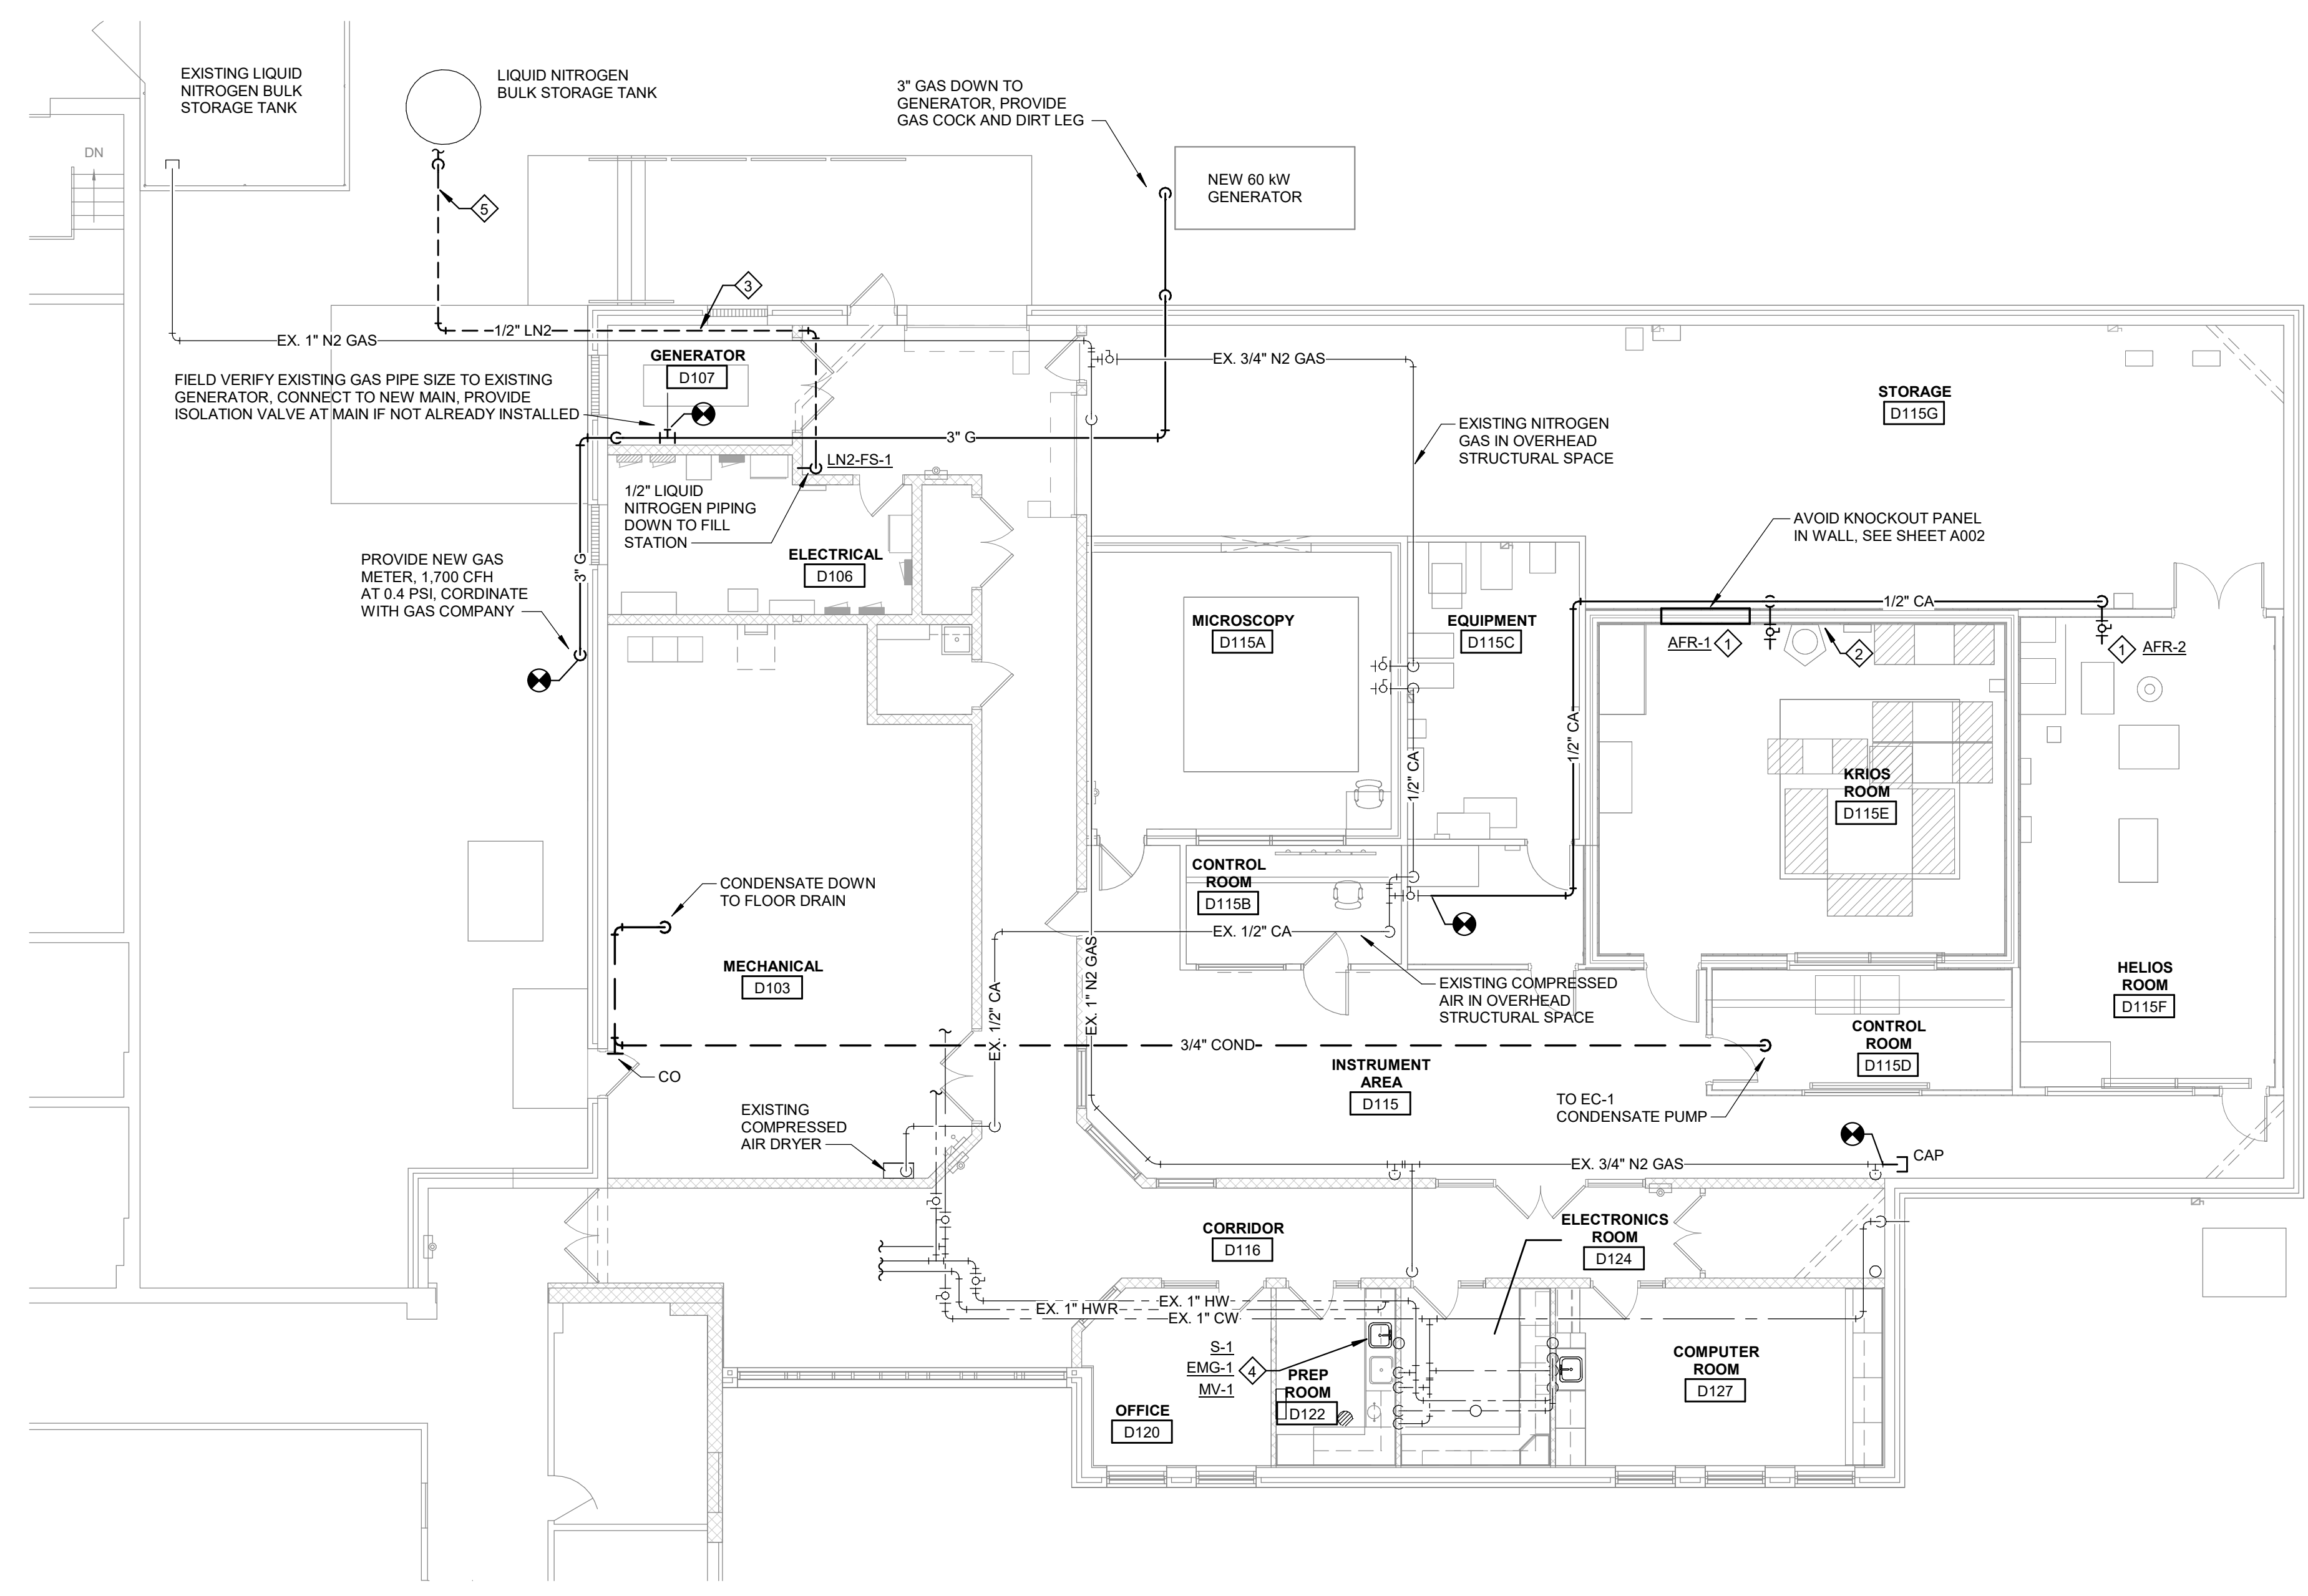 EXISTING LIQUID
NITROGEN BULK
STORAGE TANK
LIQUID NITROGEN
BULK STORAGE TANK
3" GAS DOWN TO
GENERATOR, PROVIDE
GAS COCK AND DIRT LEG
DN
NEW 60 kW
GENERATOR
5
3
1/2" LN2
EX. 1" N2 GAS
GENERATOR
D107
EX. 3/4" N2 GAS
FIELD VERIFY EXISTING GAS PIPE SIZE TO EXISTING
GENERATOR, CONNECT TO NEW MAIN, PROVIDE
ISOLATION VALVE AT MAIN IF NOT ALREADY INSTALLED
STORAGE
D115G
EXISTING NITROGEN
GAS IN OVERHEAD
STRUCTURAL SPACE
3" G
LN2-FS-1
1/2" LIQUID
NITROGEN PIPING
DOWN TO FILL
STATION
ELECTRICAL
D106
AVOID KNOCKOUT PANEL
IN WALL, SEE SHEET A002
3" G
PROVIDE NEW GAS
METER, 1,700 CFH
AT 0.4 PSI, CORDINATE
WITH GAS COMPANY
MICROSCOPY
D115A
EQUIPMENT
D115C
1/2" CA
AFR-1
1
2
1
AFR-2
1/2" CA
1/2" CA
KRIOS
ROOM
D115E
CONTROL
ROOM
D115B
CONDENSATE DOWN
TO FLOOR DRAIN
EX. 1/2" CA
MECHANICAL
D103
EX. 1/2" CA
EX. 1" N2 GAS
EXISTING COMPRESSED
AIR IN OVERHEAD
STRUCTURAL SPACE
HELIOS
ROOM
D115F
3/4" COND
CONTROL
ROOM
D115D
CO
INSTRUMENT
AREA
D115
TO EC-1
CONDENSATE PUMP
EXISTING
COMPRESSED
AIR DRYER
EX. 3/4" N2 GAS
CAP
CORRIDOR
D116
ELECTRONICS
ROOM
D124
EX. 1" HW
EX. 1" HWR
EX. 1" CW
S-1
EMG-1
MV-1
4
PREP
ROOM
D122
COMPUTER
ROOM
D127
OFFICE
D120